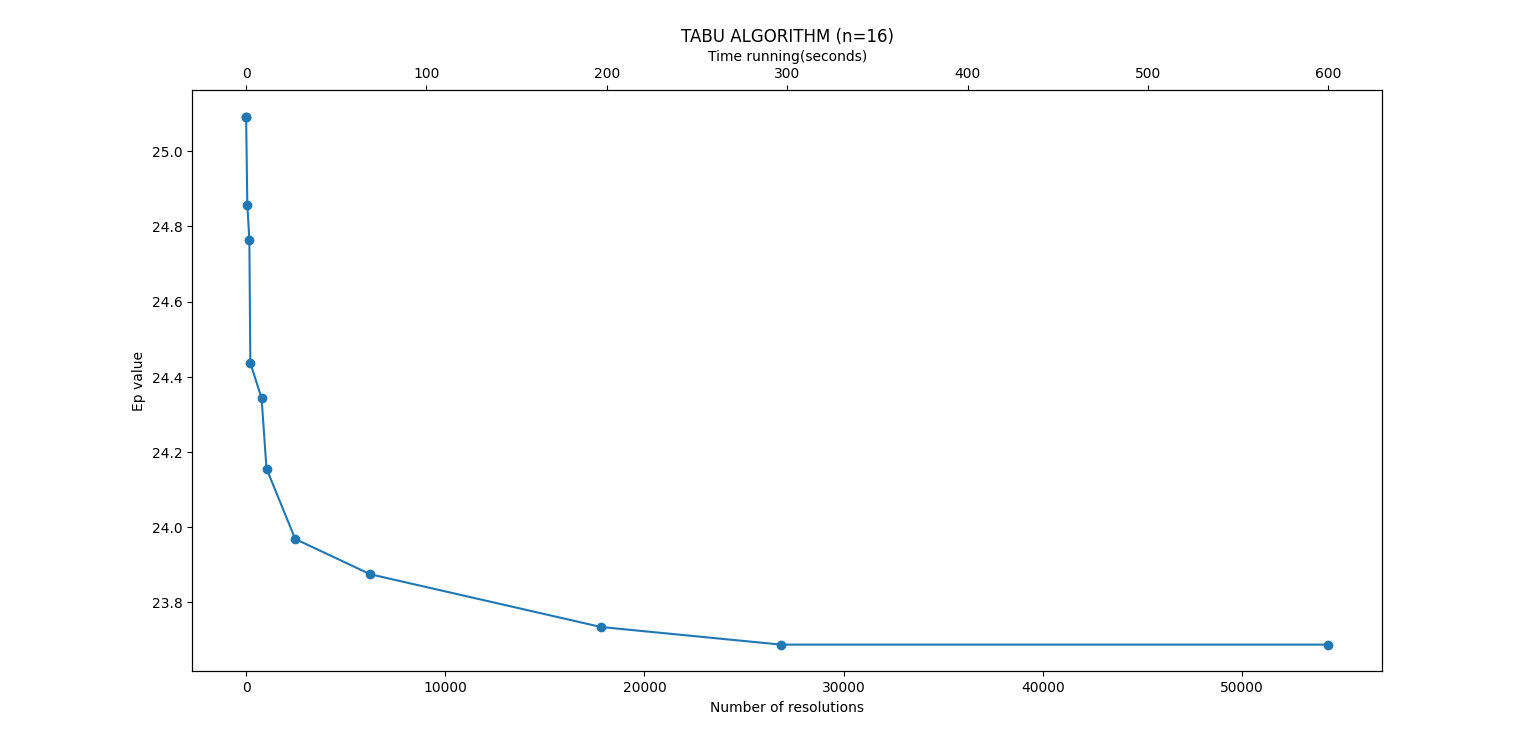 TABU ALGORITHM (n=16)
Time running(seconds)
0 100 200 300 400 500 600
25.0
24.8
24.6
24.4
24.2
24.0
23.8
Ep value
0 10000 20000 30000 40000 50000
Number of resolutions